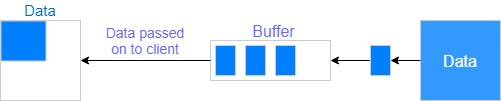 Data
Data passed
on to client
Buffer
Data